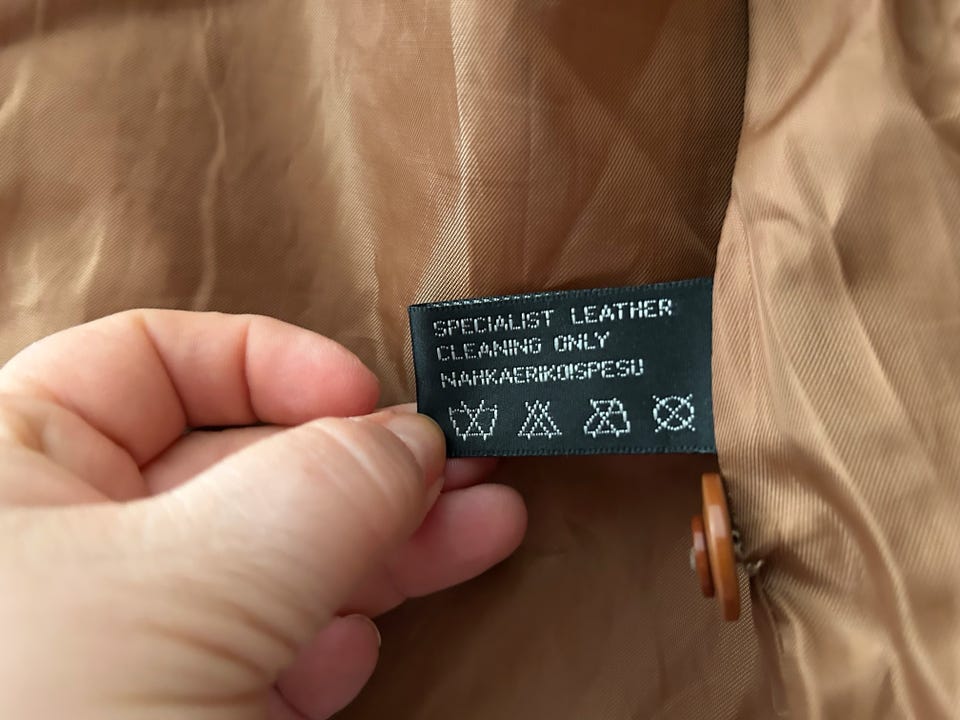 SPECIALIST LEATHER
CLEANING ONLY
NAHKAERIKOISPESU